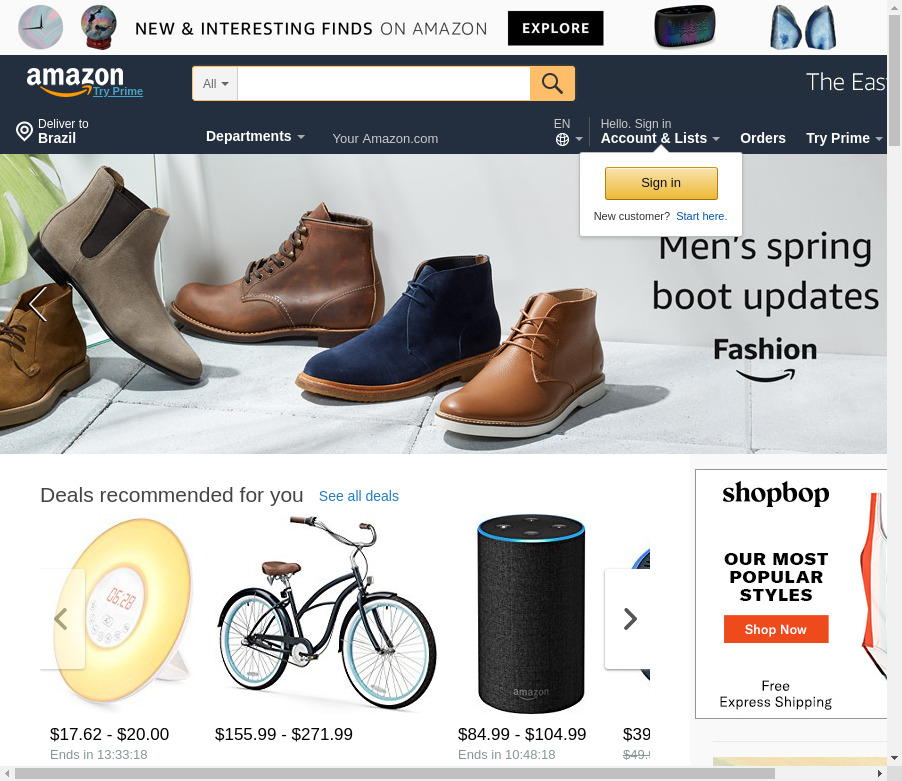 NEW & INTERESTING FINDS ON AMAZON EXPLORE
amazon
Try Prime
All
The Eas
Deliver to
Brazil
Departments
Your Amazon.com
EN
Hello. Sign in
Account & Lists
Orders
Try Prime
Sign in
New customer? Start here.
Men's spring
boot updates
Fashion
Deals recommended for you See all deals
06:28
amazon
$17.62 - $20.00
Ends in 13:33:18
$155.99 - $271.99
$84.99 - $104.99
Ends in 10:48:18
$39
$49.
shopbop
OUR MOST
POPULAR
STYLES
Shop Now
Free
Express Shipping